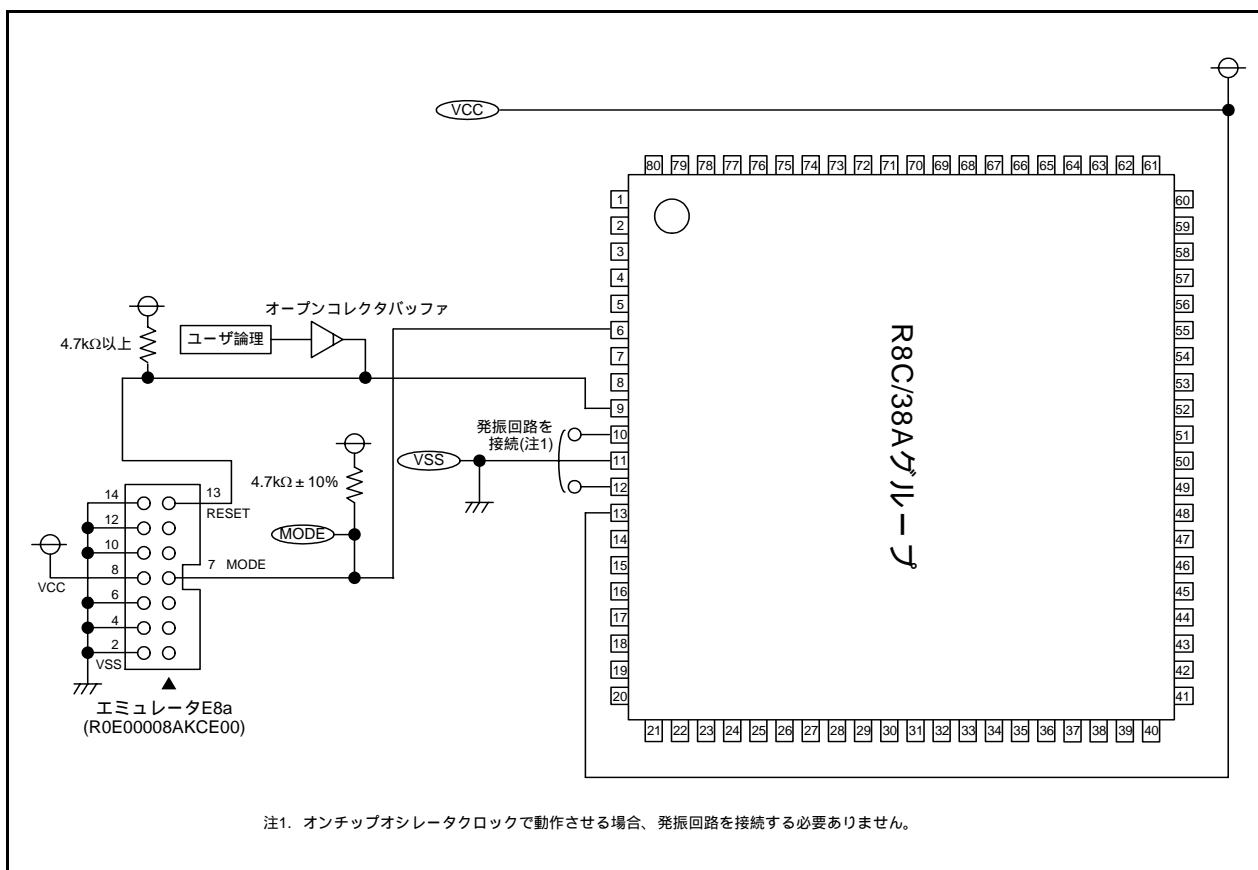 VCC
80 79 78 77 76 75 74 73 72 71 70 69 68 67 66 65 64 63 62 61
1
2
3
4
5
6
7
8
9
10
11
12
13
14
15
16
17
18
19
20
60
59
58
57
56
55
54
53
52
51
50
49
48
47
46
45
44
43
42
41
21 22 23 24 25 26 27 28 29 30 31 32 33 34 35 36 37 38 39 40
R8C/38Aグループ
オープンコレクタバッファ
ユーザ論理
4.7kΩ以上
発振回路を
接続(注1)
VSS
4.7kΩ±10%
MODE
14
13
RESET
12
10
7 MODE
8
VCC
6
4
2
VSS
エミュレータE8a
(R0E00008AKCE00)
注1. オンチップオシレータクロックで動作させる場合、発振回路を接続する必要ありません。